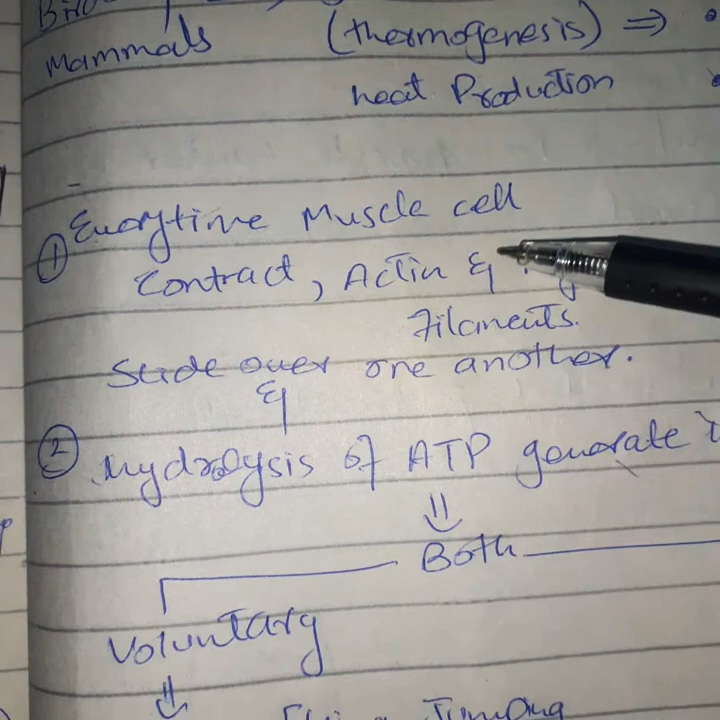 Mammals (thermogenesis) ⇒
heat Production
① Everytime Muscle cell
Contract, Actin &
Filaments.
Slide over one another.
&
② Hydrolysis of ATP generate
⇓
Both
Voluntary
⇓
Jumping